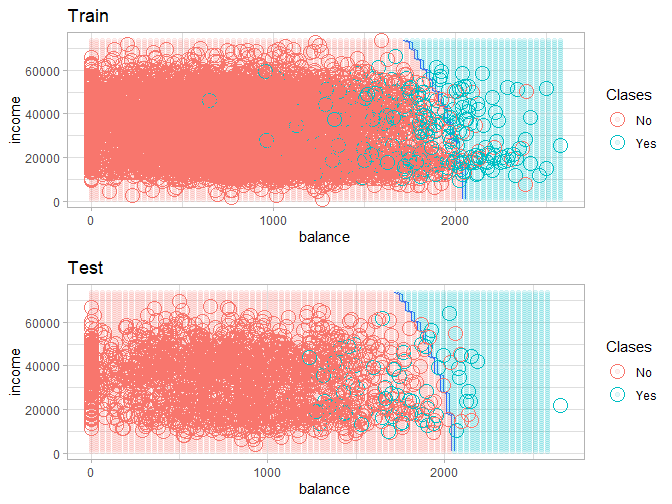 Train
60000
40000
20000
0
income
0 1000 2000
balance
Clases
No
Yes
Test
60000
40000
20000
0
income
0 1000 2000
balance
Clases
No
Yes